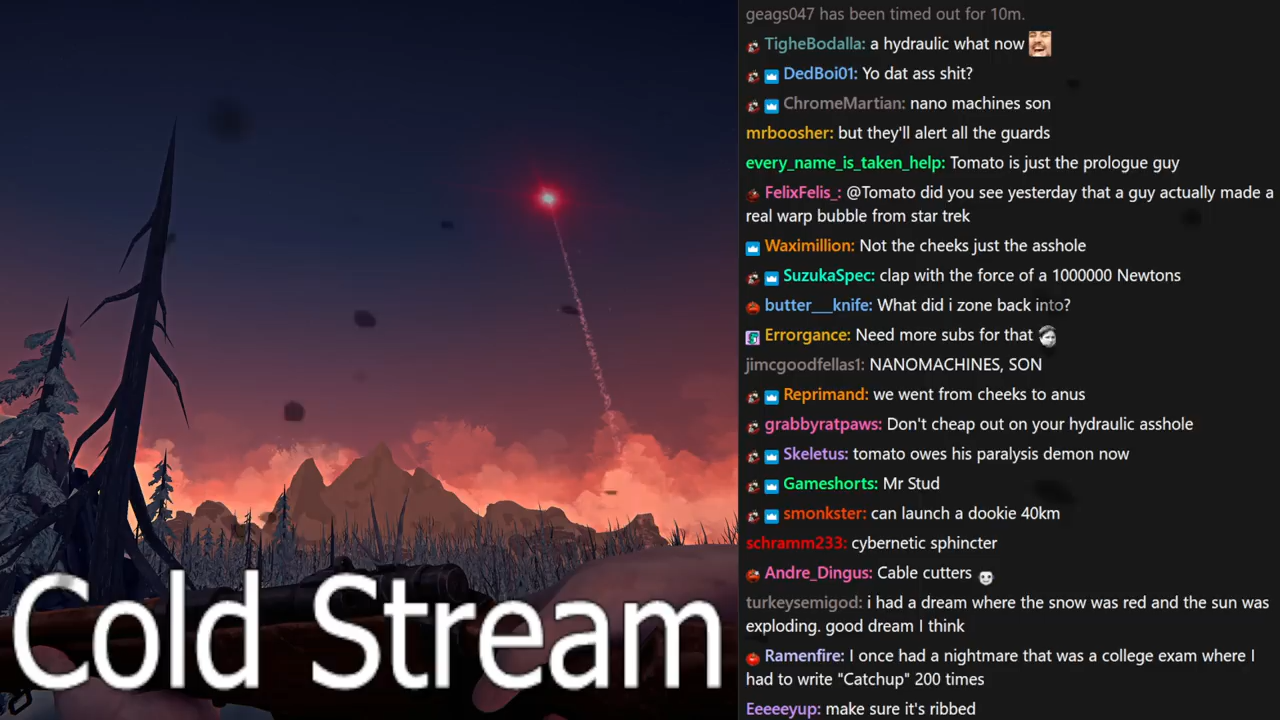 geags047 has been timed out for 10m.
TigheBodalla: a hydraulic what now
DedBoi01: Yo dat ass shit?
ChromeMartian: nano machines son
mrboosher: but they'll alert all the guards
every_name_is_taken_help: Tomato is just the prologue guy
FelixFelis_: @Tomato did you see yesterday that a guy actually made a
real warp bubble from star trek
Waximillion: Not the cheeks just the asshole
SuzukaSpec: clap with the force of a 1000000 Newtons
butter___knife: What did i zone back into?
Errorgance: Need more subs for that
jimcgoodfellas1: NANOMACHINES, SON
Reprimand: we went from cheeks to anus
grabbyratpaws: Don't cheap out on your hydraulic asshole
Skeletus: tomato owes his paralysis demon now
Gameshorts: Mr Stud
smonkster: can launch a dookie 40km
schramm233: cybernetic sphincter
Andre_Dingus: Cable cutters
turkeysemigod: i had a dream where the snow was red and the sun was
exploding. good dream I think
Ramenfire: I once had a nightmare that was a college exam where I
had to write "Catchup" 200 times
Eeeeeyup: make sure it's ribbed
Cold Stream